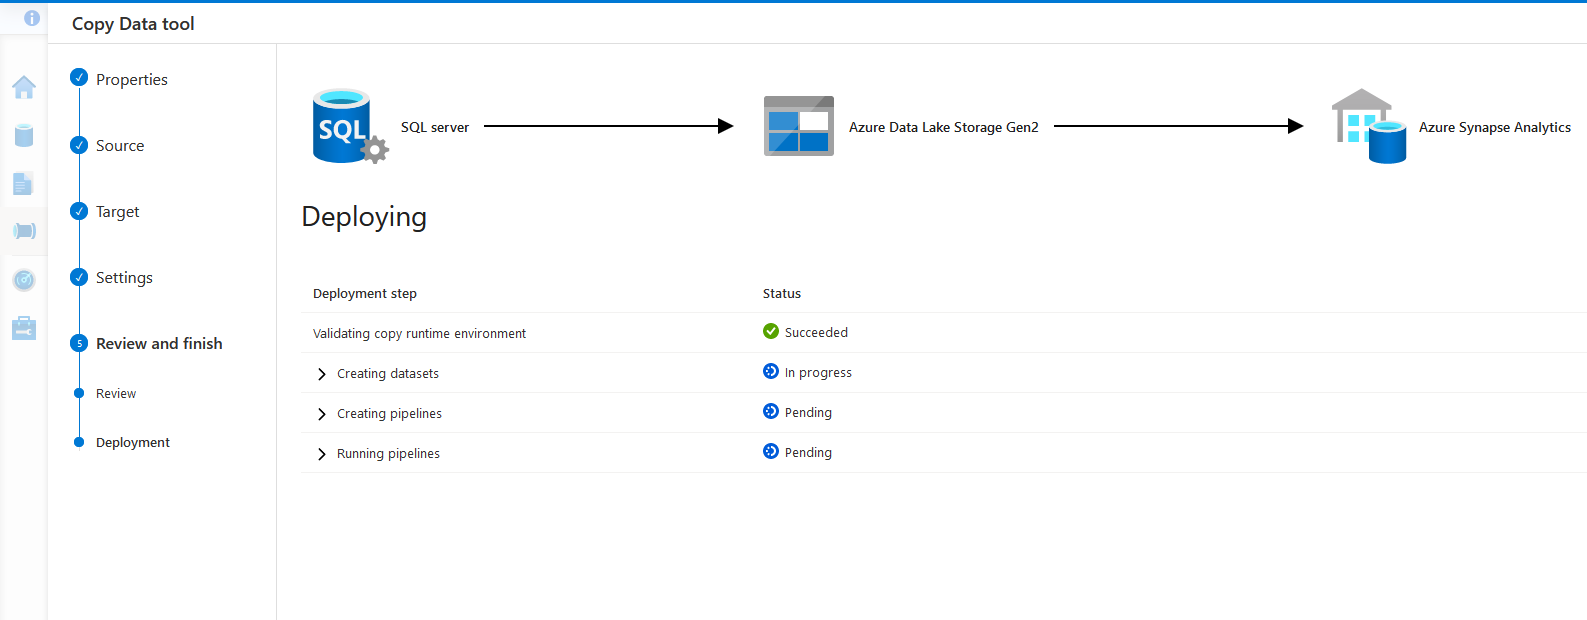 Copy Data tool
Properties
Source
Target
Settings
5 Review and finish
Review
Deployment
SQL SQL server
Azure Data Lake Storage Gen2
Azure Synapse Analytics
Deploying
Deployment step Status
Validating copy runtime environment Succeeded
Creating datasets In progress
Creating pipelines Pending
Running pipelines Pending